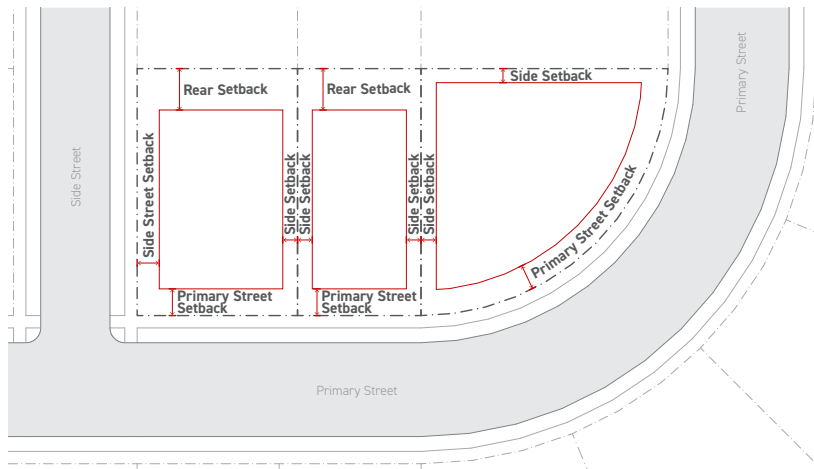 Side Setback
Rear Setback
Rear Setback
Primary Street
Side Street
Side Street Setback
Side Setback
Side Setback
Side Setback
Side Setback
Primary Street Setback
Primary Street
Setback
Primary Street
Setback
Primary Street